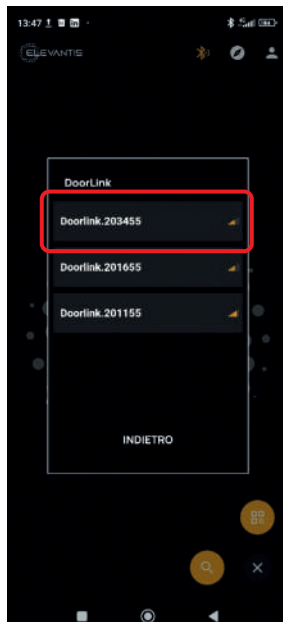 13:47
ELEVANTIS
DoorLink
Doorlink.203455
Doorlink.201655
Doorlink.201155
INDIETRO